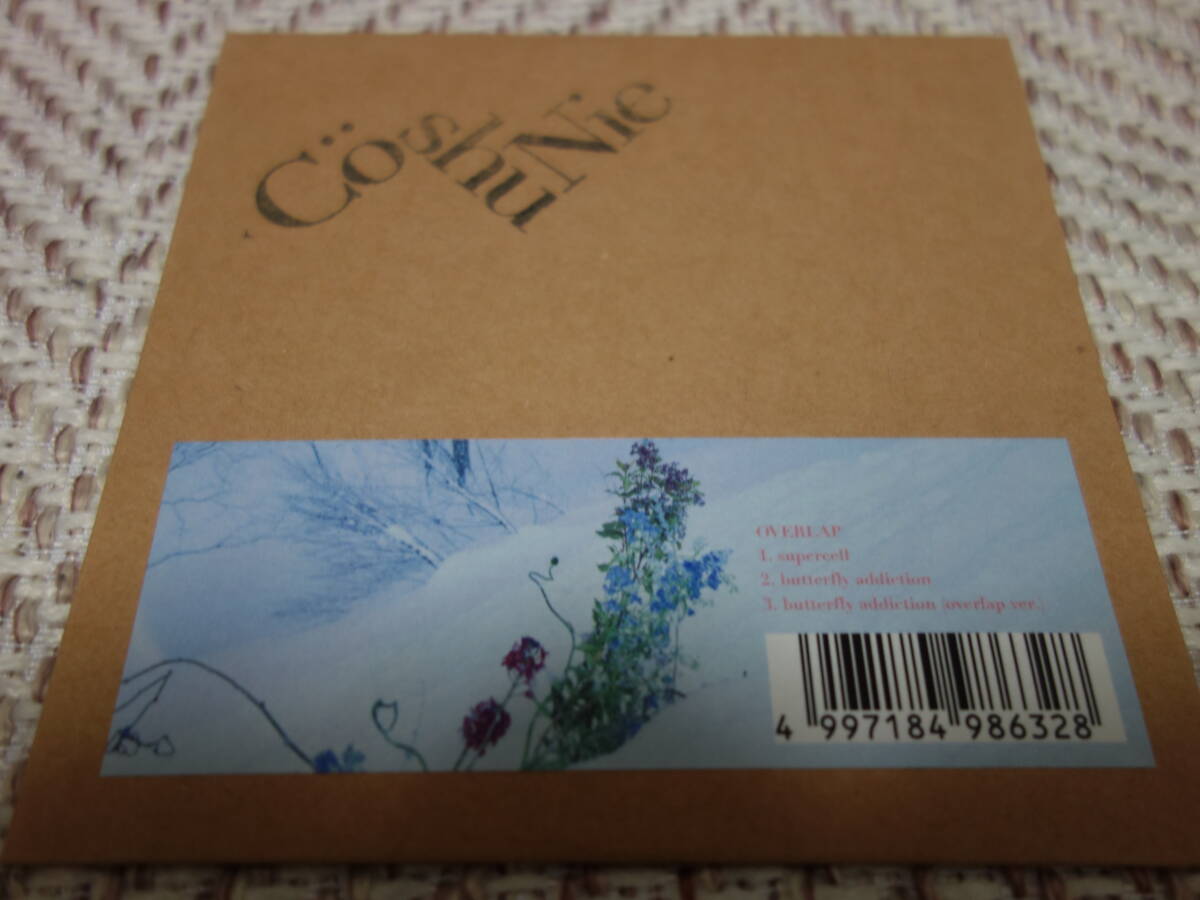 Cö shu Nie
OVERLAP
1. supercell
2. butterfly addiction
3. butterfly addiction (overlap ver.)
4 997184 986328